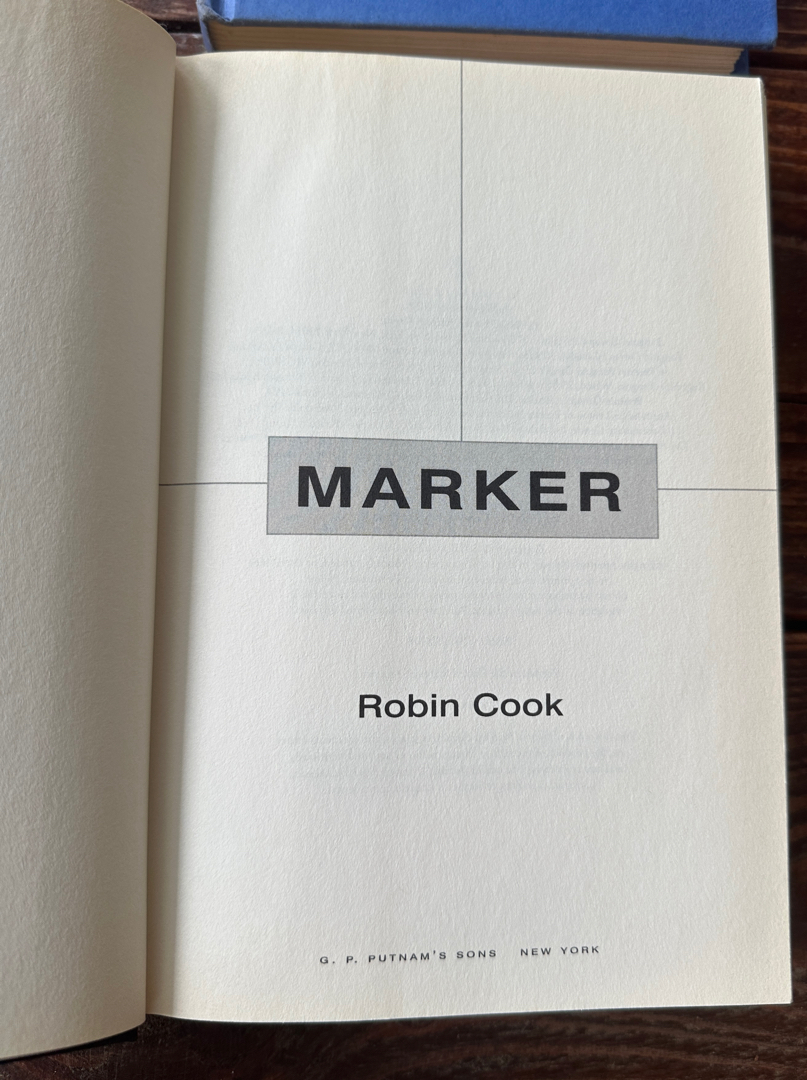 MARKER
Robin Cook
G. P. PUTNAM'S SONS NEW YORK